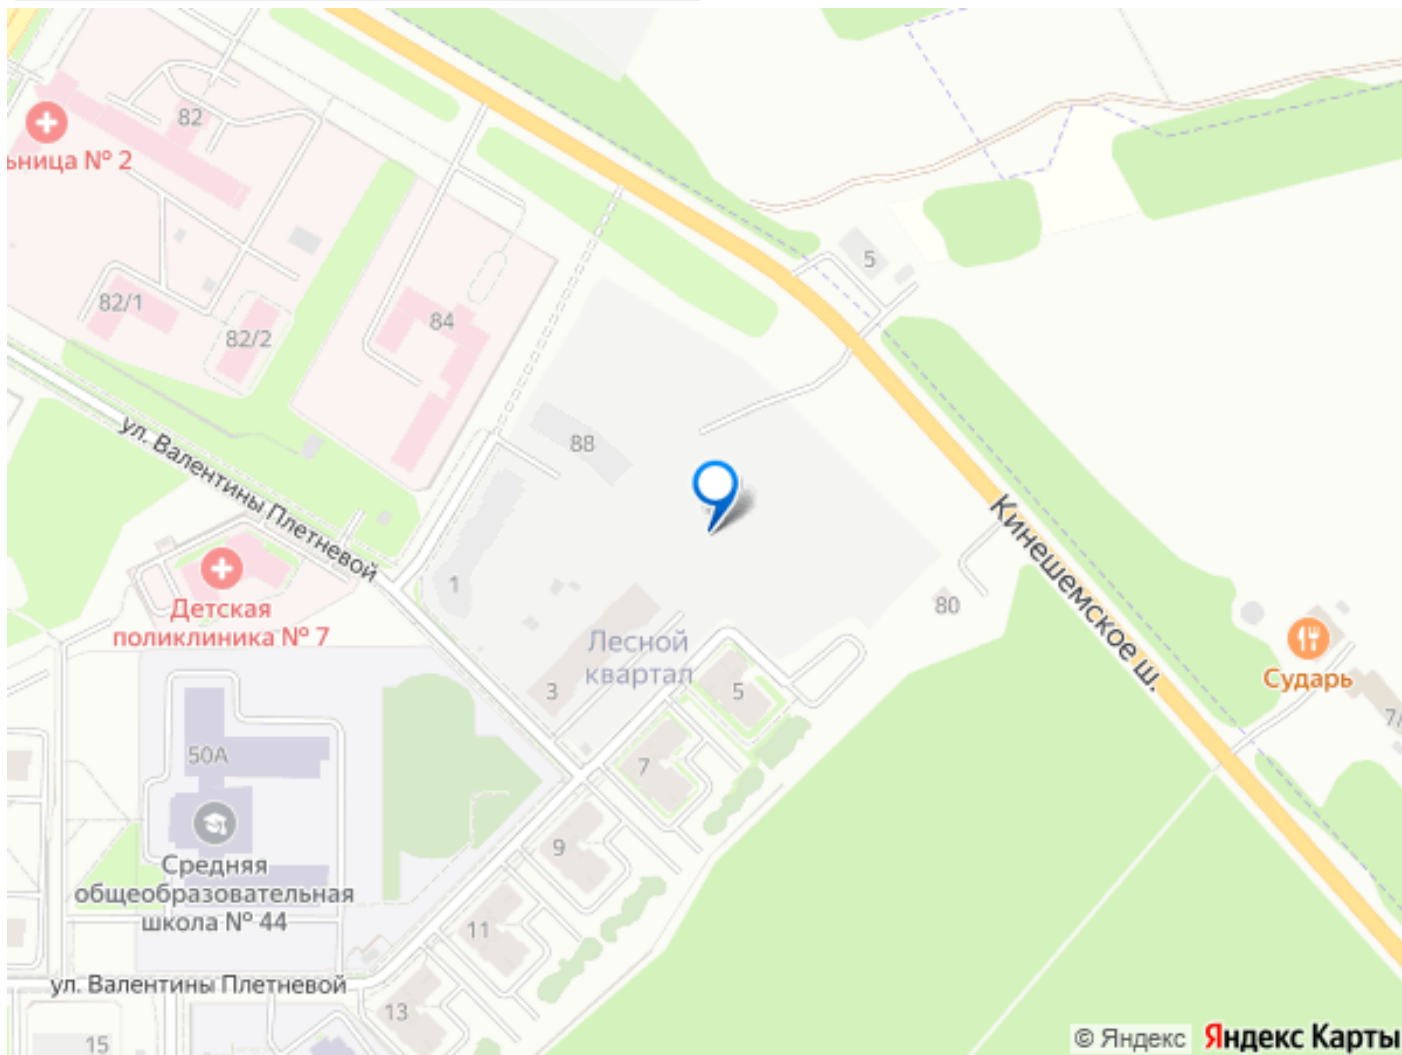 82
ьница № 2
82/1
82/2
84
5
ул. Валентины Плетневой
88
Детская
поликлиника № 7
1
Лесной
квартал
3
5
80
Кинешемское ш.
Сударь
7/
50А
7
9
Средняя
общеобразовательная
школа № 44
11
ул. Валентины Плетневой
13
15
© Яндекс Яндекс Карты